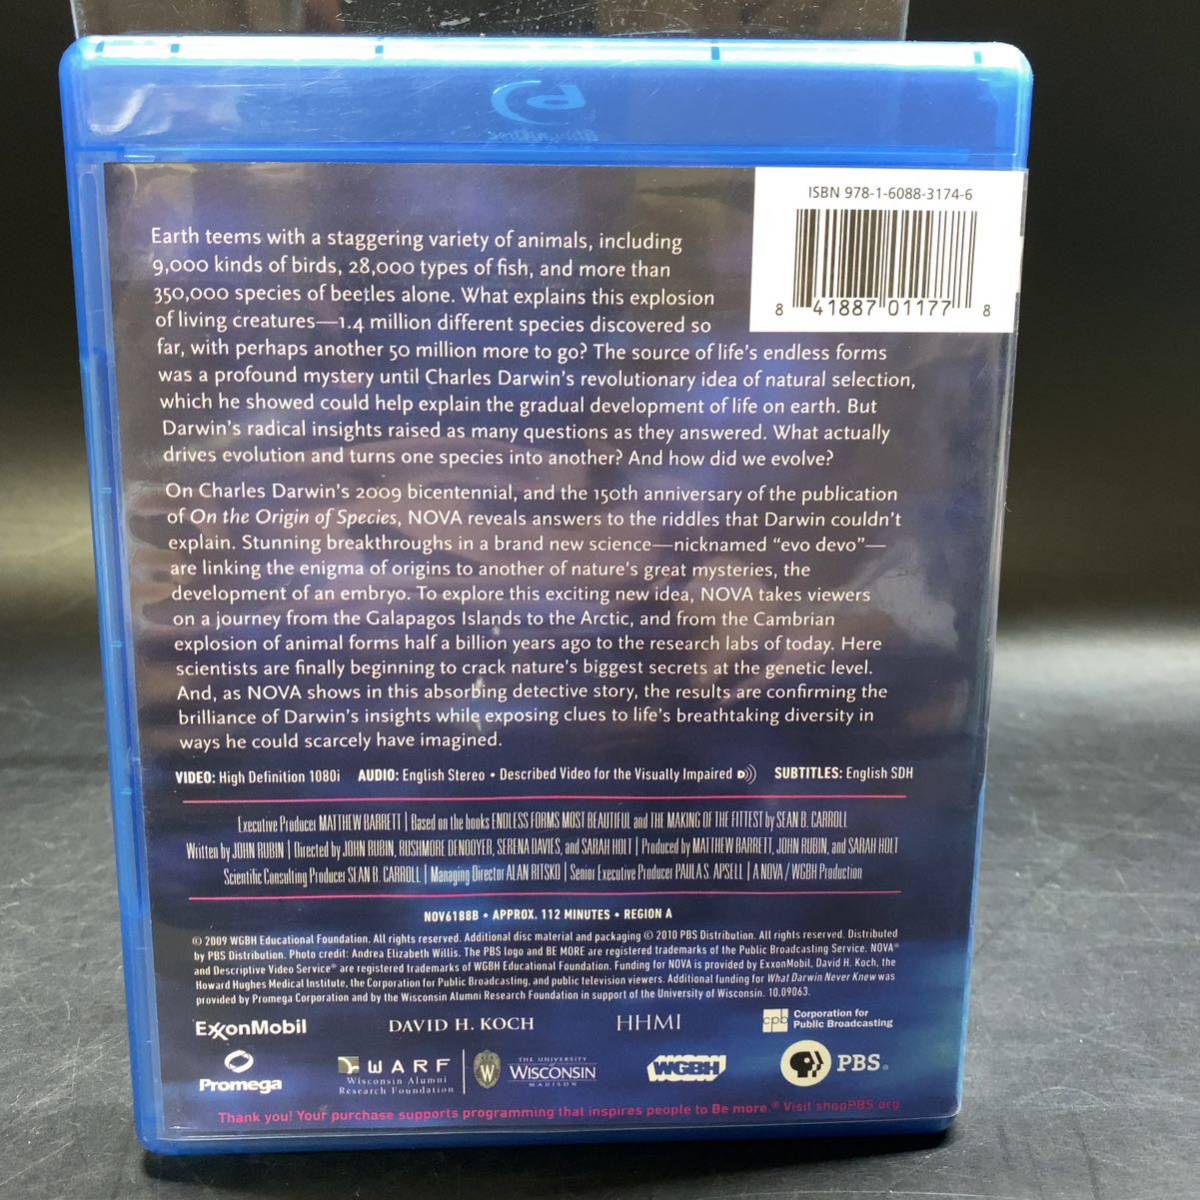 ISBN 978-1-6088-3174-6
8 41887 01177 8
Earth teems with a staggering variety of animals, including
9,000 kinds of birds, 28,000 types of fish, and more than
350,000 species of beetles alone. What explains this explosion
of living creatures—1.4 million different species discovered so
far, with perhaps another 50 million more to go? The source of life's endless forms
was a profound mystery until Charles Darwin's revolutionary idea of natural selection,
which he showed could help explain the gradual development of life on earth. But
Darwin's radical insights raised as many questions as they answered. What actually
drives evolution and turns one species into another? And how did we evolve?
On Charles Darwin's 2009 bicentennial, and the 150th anniversary of the publication
of On the Origin of Species, NOVA reveals answers to the riddles that Darwin couldn't
explain. Stunning breakthroughs in a brand new science—nicknamed "evo devo"—
are linking the enigma of origins to another of nature's great mysteries, the
development of an embryo. To explore this exciting new idea, NOVA takes viewers
on a journey from the Galapagos Islands to the Arctic, and from the Cambrian
explosion of animal forms half a billion years ago to the research labs of today. Here
scientists are finally beginning to crack nature's biggest secrets at the genetic level.
And, as NOVA shows in this absorbing detective story, the results are confirming the
brilliance of Darwin's insights while exposing clues to life's breathtaking diversity in
ways he could scarcely have imagined.
VIDEO: High Definition 1080i AUDIO: English Stereo • Described Video for the Visually Impaired SUBTITLES: English SDH
Executive Producer MATTHEW BARRETT | Based on the books ENDLESS FORMS MOST BEAUTIFUL and THE MAKING OF THE FITTEST by SEAN B. CARROLL
Written by JOHN RUBIN | Directed by JOHN RUBIN, RUSHMORE DENOOYER, SERENA DAVIES, and SARAH HOLT | Produced by MATTHEW BARRETT, JOHN RUBIN, and SARAH HOLT
Scientific Consulting Producer SEAN B. CARROLL | Managing Director ALAN RITSKO | Senior Executive Producer PAULA S. APSELL | A NOVA / WGBH Production
NOV6188B • APPROX. 112 MINUTES • REGION A
© 2009 WGBH Educational Foundation. All rights reserved. Additional disc material and packaging © 2010 PBS Distribution. All rights reserved. Distributed
by PBS Distribution. Photo credit: Andrea Elizabeth Willis. The PBS logo and BE MORE are registered trademarks of the Public Broadcasting Service. NOVA®
and Descriptive Video Service® are registered trademarks of WGBH Educational Foundation. Funding for NOVA is provided by ExxonMobil, David H. Koch, the
Howard Hughes Medical Institute, the Corporation for Public Broadcasting, and public television viewers. Additional funding for What Darwin Never Knew was
provided by Promega Corporation and by the Wisconsin Alumni Research Foundation in support of the University of Wisconsin. 10.09063.
ExxonMobil DAVID H. KOCH HHMI cpb Corporation for
Public Broadcasting
Promega WARF
Wisconsin Alumni
Research Foundation
W THE UNIVERSITY
of
WISCONSIN
MADISON
WGBH
PBS.
Thank you! Your purchase supports programming that inspires people to Be more.® Visit shopPBS.org.